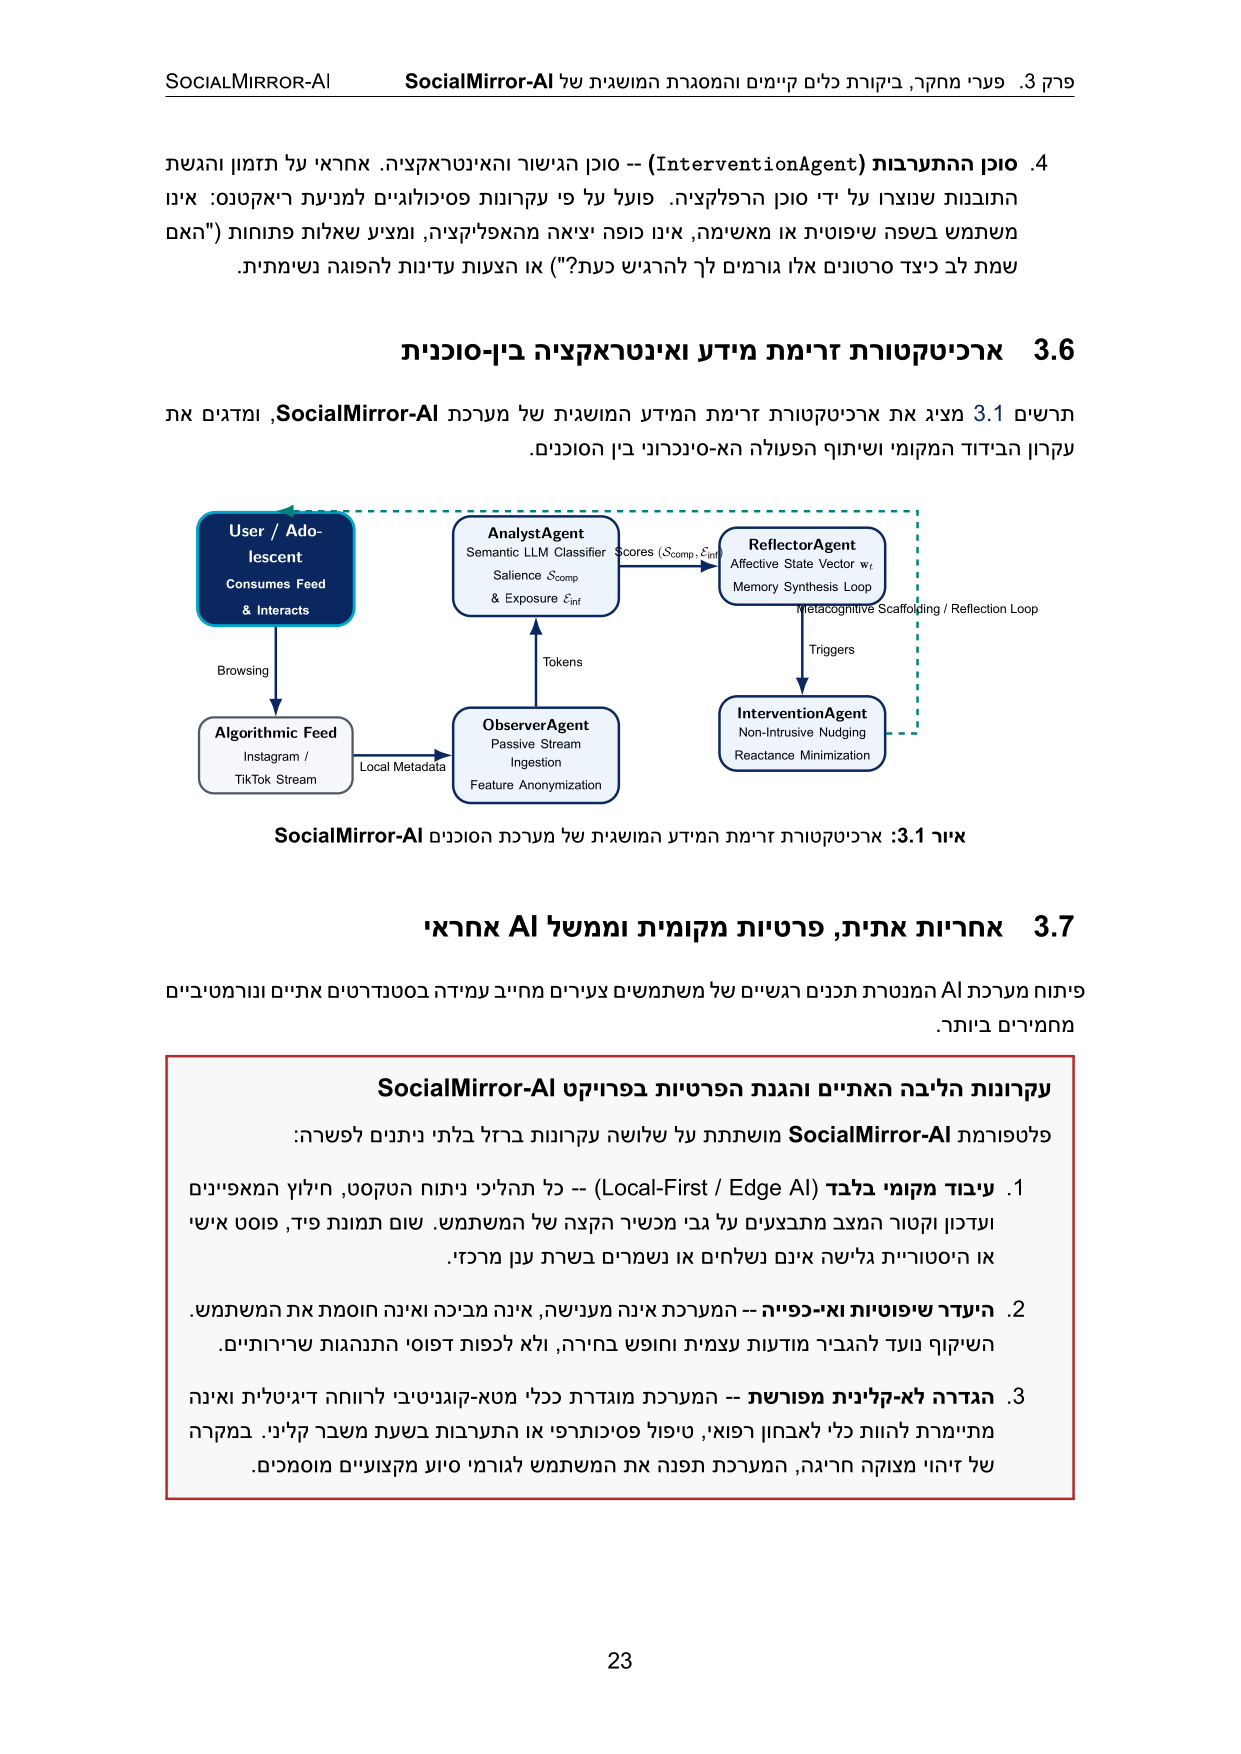 פרק 3. פערי מחקר, ביקורת כלים קיימים והמסגרת המושגית של SocialMirror-AI SOCIALMIRROR-AI
4. סוכן ההתערבות (InterventionAgent) -- סוכן הגישור והאינטראקציה. אחראי על תזמון והגשת
התובנות שנוצרו על ידי סוכן הרפלקציה. פועל על פי עקרונות פסיכולוגיים למניעת ריאקטנס: אינו
משתמש בשפה שיפוטית או מאשימה, אינו כופה יציאה מהאפליקציה, ומציע שאלות פתוחות ("האם
שמת לב כיצד סרטונים אלו גורמים לך להרגיש כעת?") או הצעות עדינות להפוגה נשימתית.
3.6 ארכיטקטורת זרימת מידע ואינטראקציה בין-סוכנית
תרשים 3.1 מציג את ארכיטקטורת זרימת המידע המושגית של מערכת SocialMirror-AI, ומדגים את
עקרון הבידוד המקומי ושיתוף הפעולה הא-סינכרוני בין הסוכנים.
User / Ado-
lescent
Consumes Feed
& Interacts
Browsing
Algorithmic Feed
Instagram /
TikTok Stream
Local Metadata
ObserverAgent
Passive Stream
Ingestion
Feature Anonymization
Tokens
AnalystAgent
Semantic LLM Classifier
Salience 𝒮comp
& Exposure ℰinf
Scores (𝒮comp, ℰinf)
ReflectorAgent
Affective State Vector wt
Memory Synthesis Loop
Metacognitive Scaffolding / Reflection Loop
Triggers
InterventionAgent
Non-Intrusive Nudging
Reactance Minimization
איור 3.1: ארכיטקטורת זרימת המידע המושגית של מערכת הסוכנים SocialMirror-AI
3.7 אחריות אתית, פרטיות מקומית וממשל AI אחראי
פיתוח מערכת AI המנטרת תכנים רגשיים של משתמשים צעירים מחייב עמידה בסטנדרטים אתיים ונורמטיביים
מחמירים ביותר.
עקרונות הליבה האתיים והגנת הפרטיות בפרויקט SocialMirror-AI
פלטפורמת SocialMirror-AI מושתתת על שלושה עקרונות ברזל בלתי ניתנים לפשרה:
1. עיבוד מקומי בלבד (Local-First / Edge AI) -- כל תהליכי ניתוח הטקסט, חילוץ המאפיינים
ועדכון וקטור המצב מתבצעים על גבי מכשיר הקצה של המשתמש. שום תמונת פיד, פוסט אישי
או היסטוריית גלישה אינם נשלחים או נשמרים בשרת ענן מרכזי.
2. היעדר שיפוטיות ואי-כפייה -- המערכת אינה מענישה, אינה מביכה ואינה חוסמת את המשתמש.
השיקוף נועד להגביר מודעות עצמית וחופש בחירה, ולא לכפות דפוסי התנהגות שרירותיים.
3. הגדרה לא-קלינית מפורשת -- המערכת מוגדרת ככלי מטא-קוגניטיבי לרווחה דיגיטלית ואינה
מתיימרת להוות כלי לאבחון רפואי, טיפול פסיכותרפי או התערבות בשעת משבר קליני. במקרה
של זיהוי מצוקה חריגה, המערכת תפנה את המשתמש לגורמי סיוע מקצועיים מוסמכים.
23